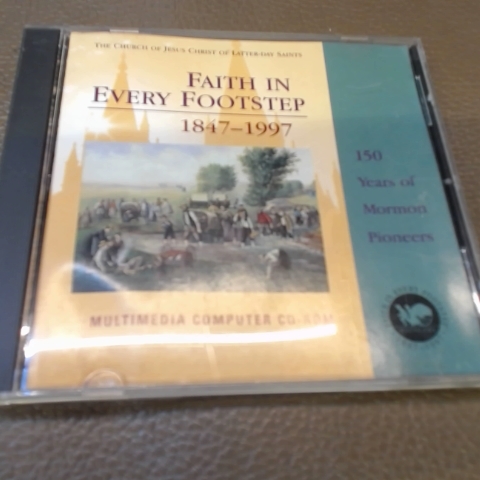 THE CHURCH OF JESUS CHRIST OF LATTER-DAY SAINTS
FAITH IN
EVERY FOOTSTEP
1847–1997
150
Years of
Mormon
Pioneers
MULTIMEDIA COMPUTER CD-ROM